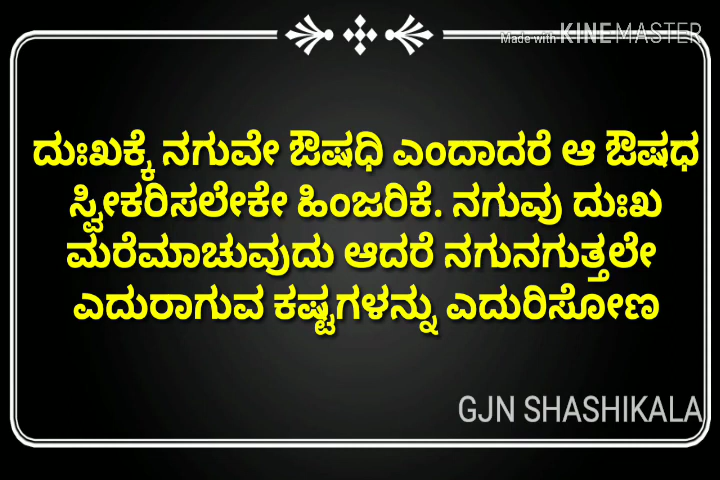 Made with KINEMASTER
ದುಃಖಕ್ಕೆ ನಗುವೇ ಔಷಧಿ ಎಂದಾದರೆ ಆ ಔಷಧ
ಸ್ವೀಕರಿಸಲೇಕೇ ಹಿಂಜರಿಕೆ. ನಗುವು ದುಃಖ
ಮರೆಮಾಚುವುದು ಆದರೆ ನಗುನಗುತ್ತಲೇ
ಎದುರಾಗುವ ಕಷ್ಟಗಳನ್ನು ಎದುರಿಸೋಣ
GJN SHASHIKALA